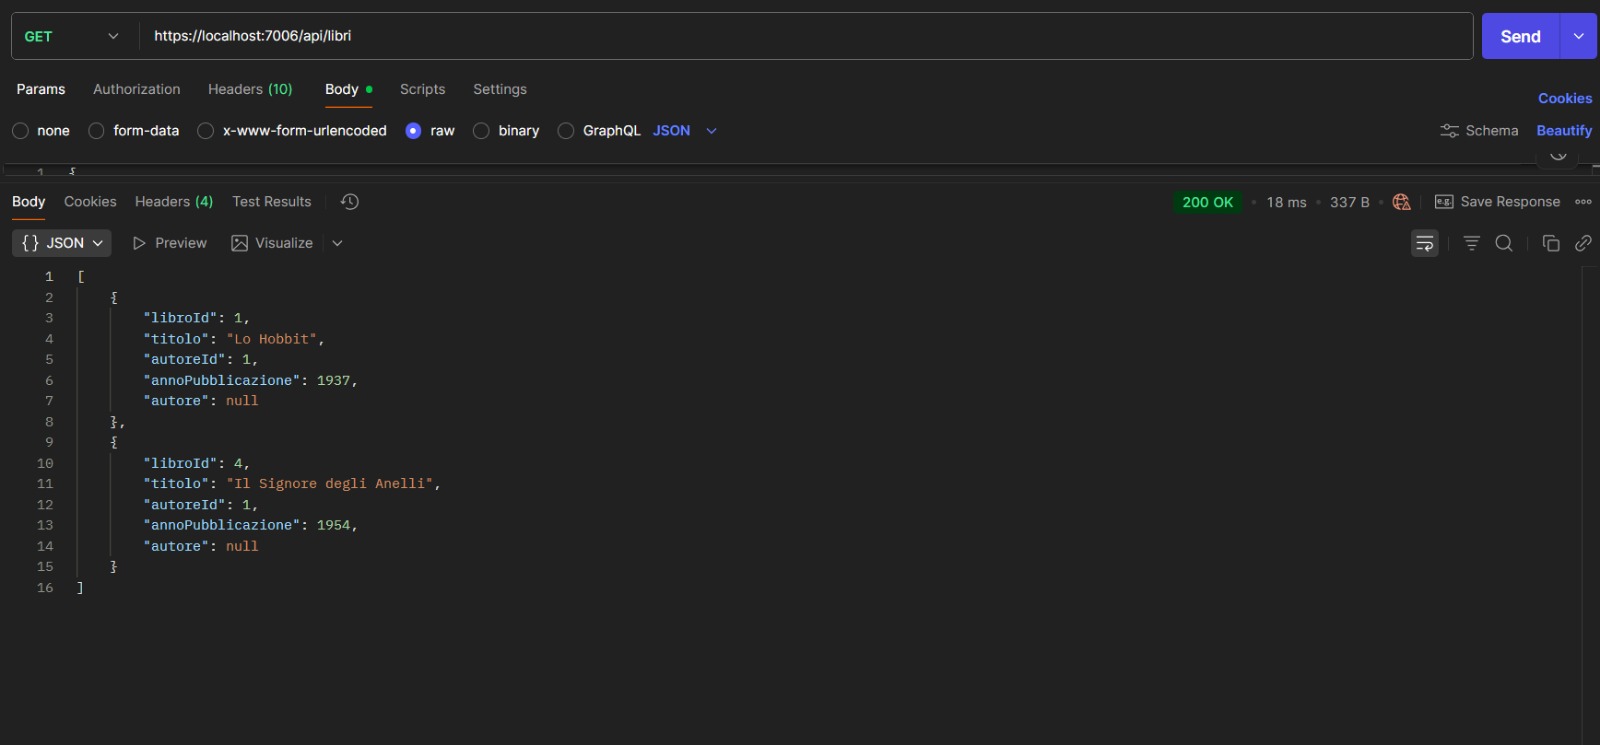 GET https://localhost:7006/api/libri Send
Params Authorization Headers (10) Body Scripts Settings
Cookies
none form-data x-www-form-urlencoded raw binary GraphQL JSON Schema Beautify
1 {
Body Cookies Headers (4) Test Results 200 OK • 18 ms • 337 B e.g. Save Response
{} JSON Preview Visualize
1 [
2 {
3 "libroId": 1,
4 "titolo": "Lo Hobbit",
5 "autoreId": 1,
6 "annoPubblicazione": 1937,
7 "autore": null
8 },
9 {
10 "libroId": 4,
11 "titolo": "Il Signore degli Anelli",
12 "autoreId": 1,
13 "annoPubblicazione": 1954,
14 "autore": null
15 }
16 ]